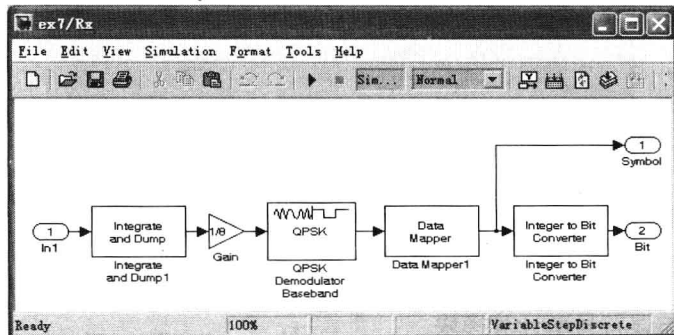 ex7/Rx
File Edit View Simulation Format Tools Help
Sim... Normal
1
Symbol
1
In1
Integrate and Dump
Integrate and Dump1
1/8
Gain
QPSK
QPSK Demodulator Baseband
Data Mapper
Data Mapper1
Integer to Bit Converter
Integer to Bit Converter
2
Bit
Ready 100% VariableStepDiscrete